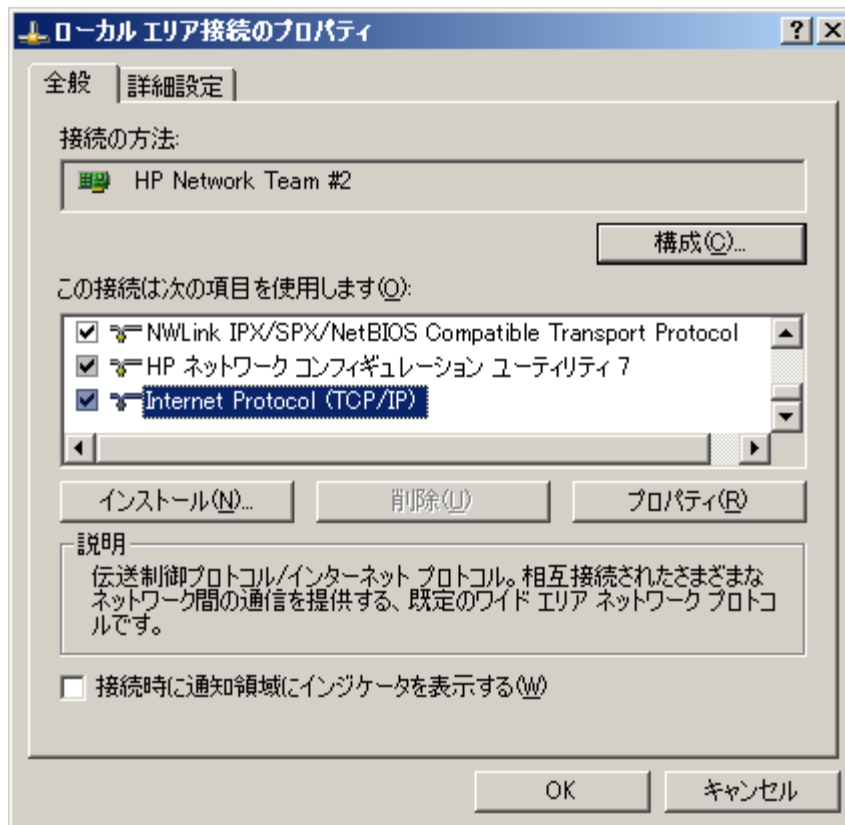 ローカル エリア接続のプロパティ
全般 詳細設定
接続の方法:
HP Network Team #2
構成(C)...
この接続は次の項目を使用します(O):
NWLink IPX/SPX/NetBIOS Compatible Transport Protocol
HP ネットワーク コンフィギュレーション ユーティリティ 7
Internet Protocol (TCP/IP)
インストール(N)... 削除(U) プロパティ(R)
説明
伝送制御プロトコル/インターネット プロトコル。相互接続されたさまざまな
ネットワーク間の通信を提供する、既定のワイド エリア ネットワーク プロトコ
ルです。
接続時に通知領域にインジケータを表示する(W)
OK キャンセル